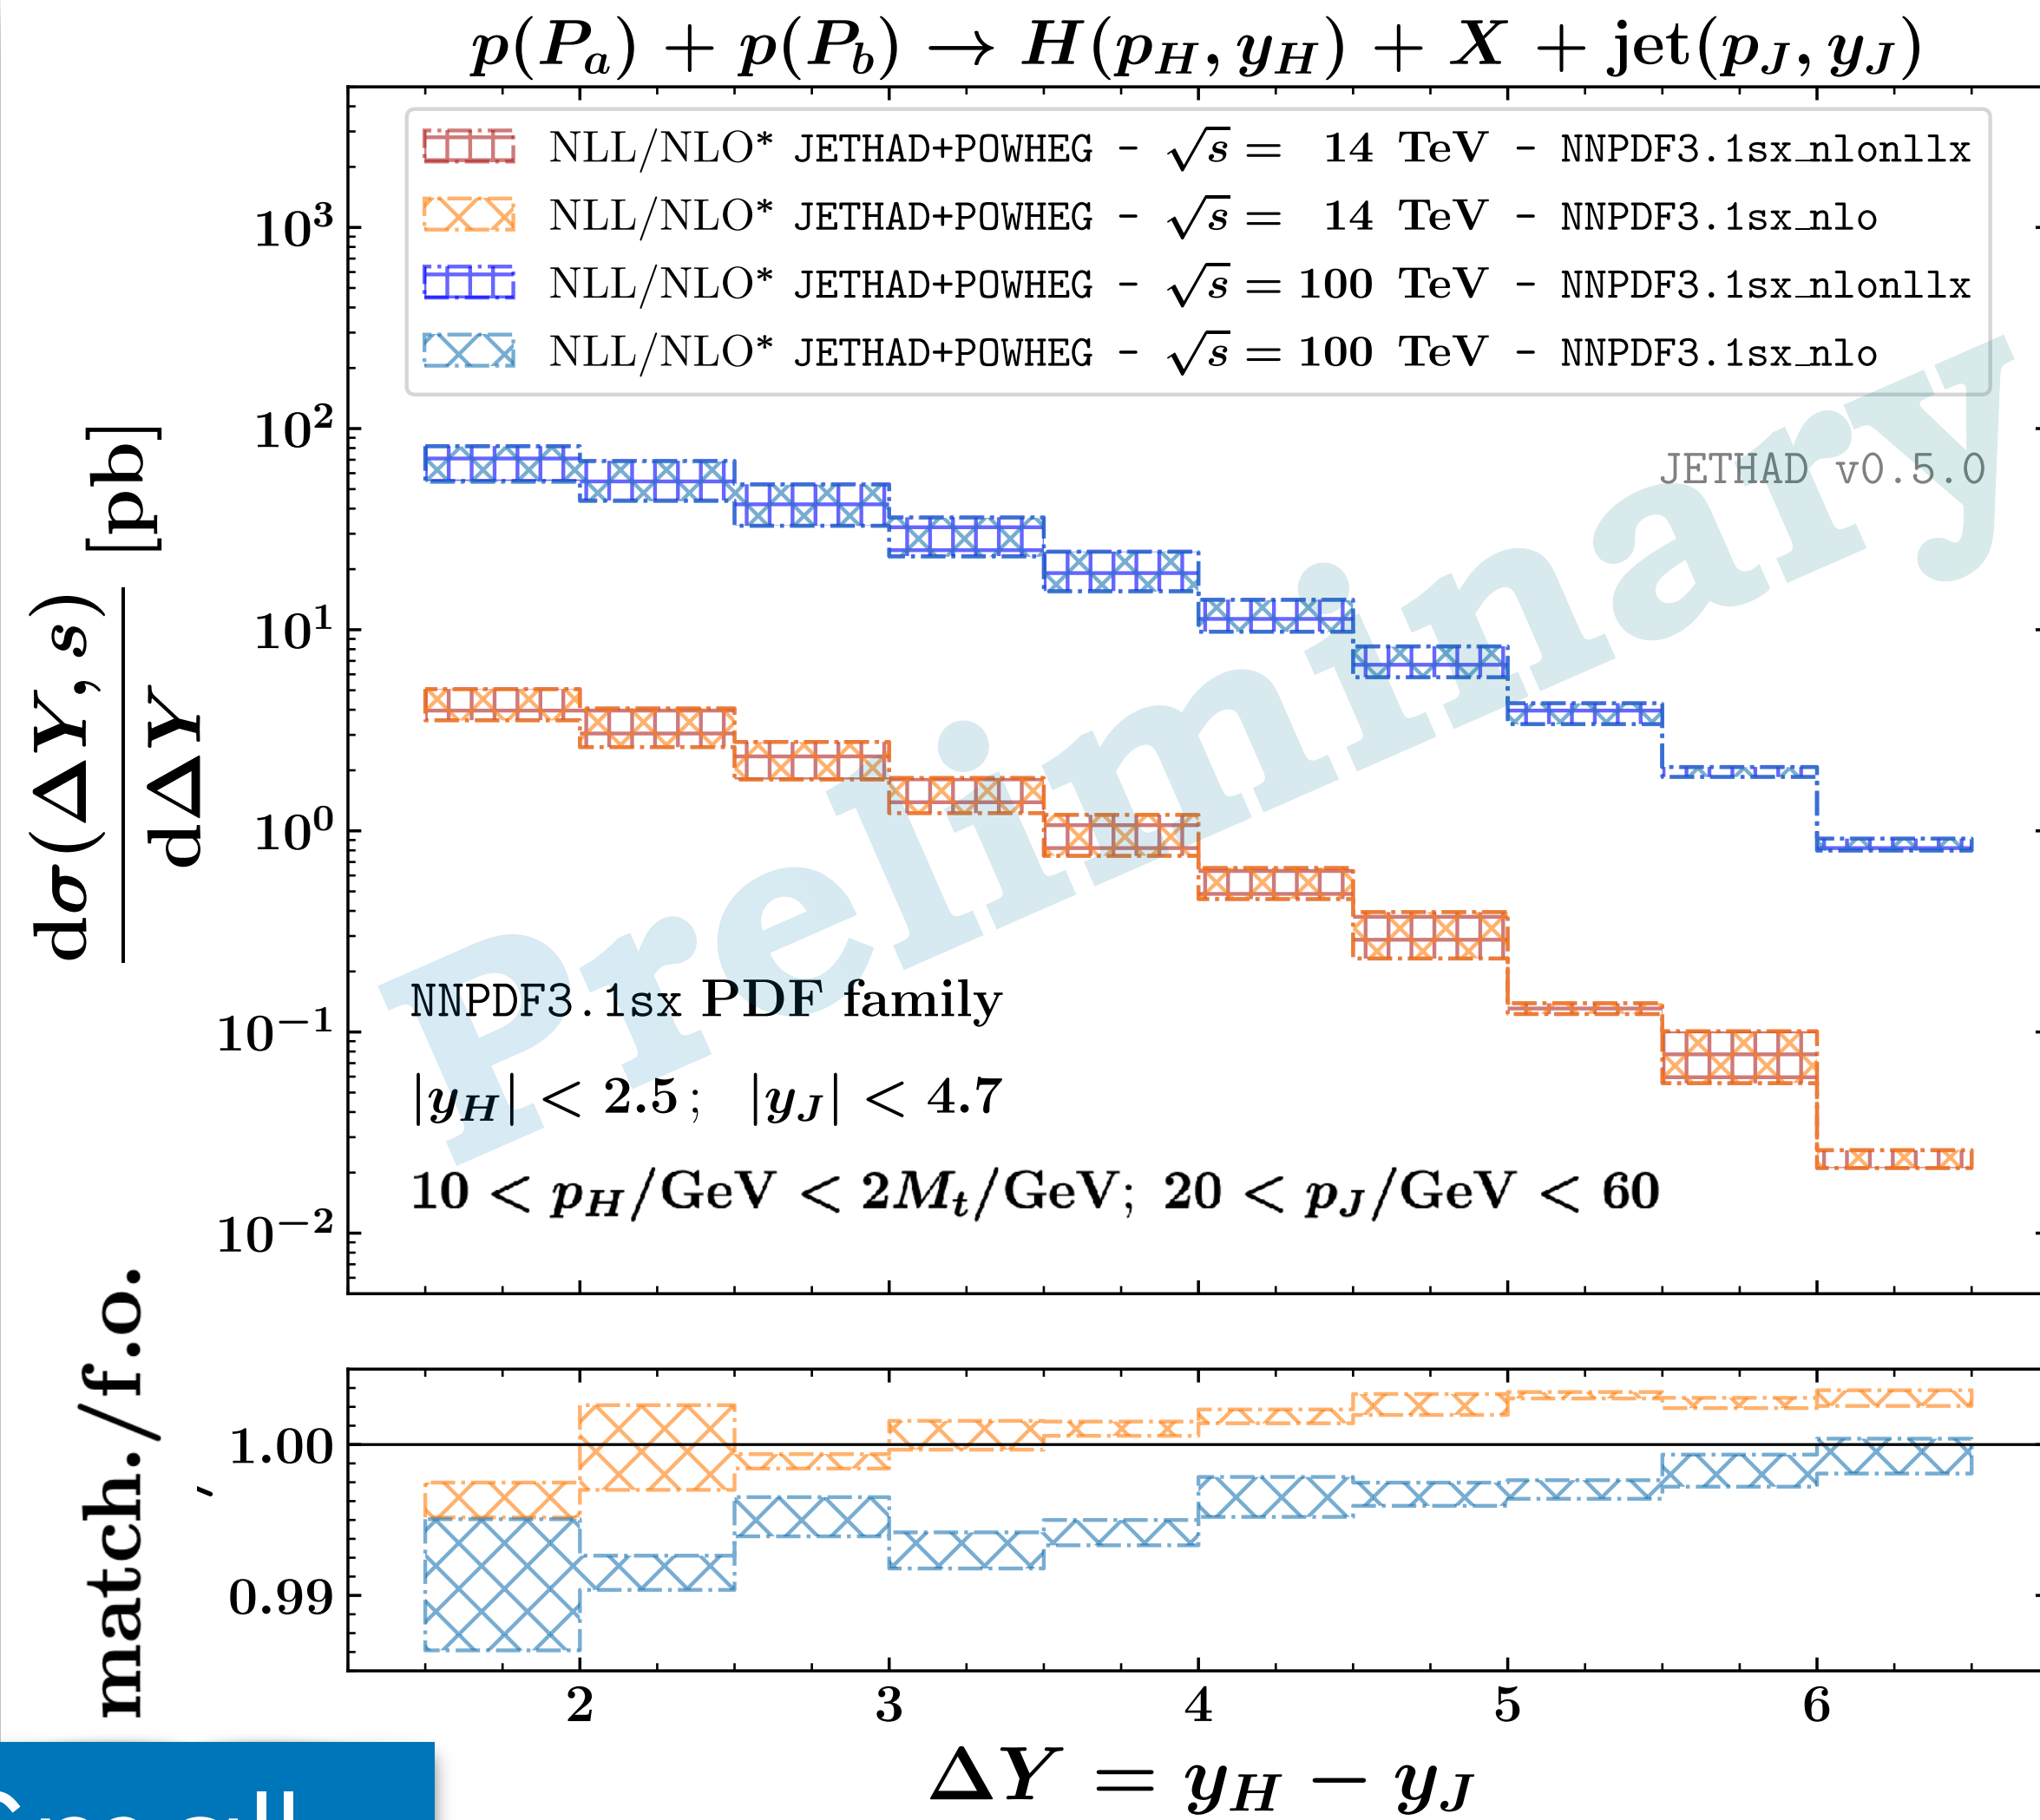 p(P_a) + p(P_b) → H(p_H, y_H) + X + jet(p_J, y_J)
NLL/NLO* JETHAD+POWHEG - √s = 14 TeV - NNPDF3.1sx_nlonllx
NLL/NLO* JETHAD+POWHEG - √s = 14 TeV - NNPDF3.1sx_nlo
NLL/NLO* JETHAD+POWHEG - √s = 100 TeV - NNPDF3.1sx_nlonllx
NLL/NLO* JETHAD+POWHEG - √s = 100 TeV - NNPDF3.1sx_nlo
JETHAD v0.5.0
Preliminary
dσ(ΔY, s)
dΔY
[pb]
10³
10²
10¹
10⁰
10⁻¹
10⁻²
NNPDF3.1sx PDF family
|y_H| < 2.5; |y_J| < 4.7
10 < p_H/GeV < 2M_t/GeV; 20 < p_J/GeV < 60
match./f.o.
1.00
0.99
2 3 4 5 6
ΔY = y_H − y_J